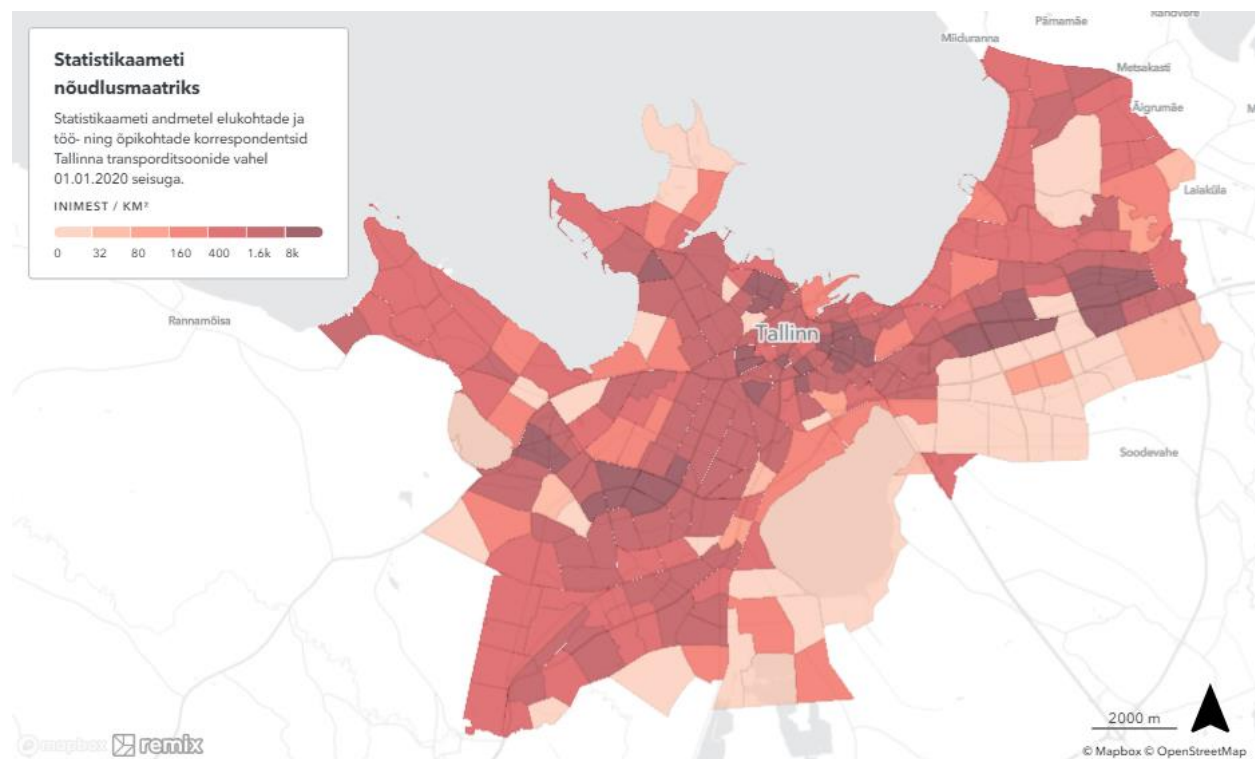 Statistikaameti
nõudlusmaatriks
Statistikaameti andmetel elukohtade ja
töö- ning õpikohtade korrespondentsid
Tallinna transporditsoonide vahel
01.01.2020 seisuga.
INIMEST / KM²
0 32 80 160 400 1.6k 8k
Pärnamäe
Randvere
Miiduranna
Metsakasti
Äigrumäe
Laiaküla
Rannamõisa
Tallinn
Soodevahe
2000 m
mapbox remix
© Mapbox © OpenStreetMap